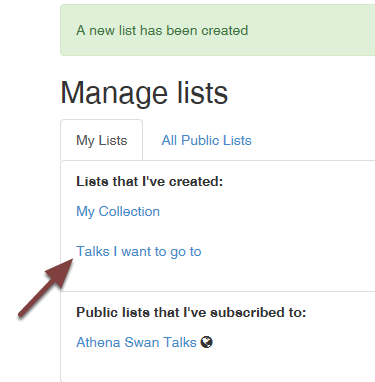 A new list has been created
Manage lists
My Lists All Public Lists
Lists that I've created:
My Collection
Talks I want to go to
Public lists that I've subscribed to:
Athena Swan Talks